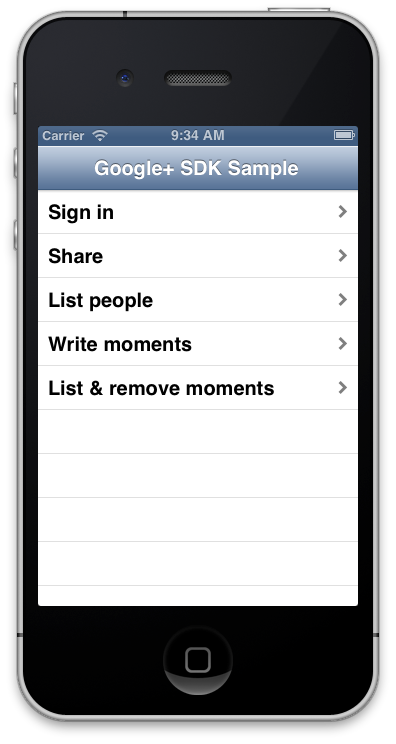 Carrier 9:34 AM
Google+ SDK Sample
Sign in
Share
List people
Write moments
List & remove moments